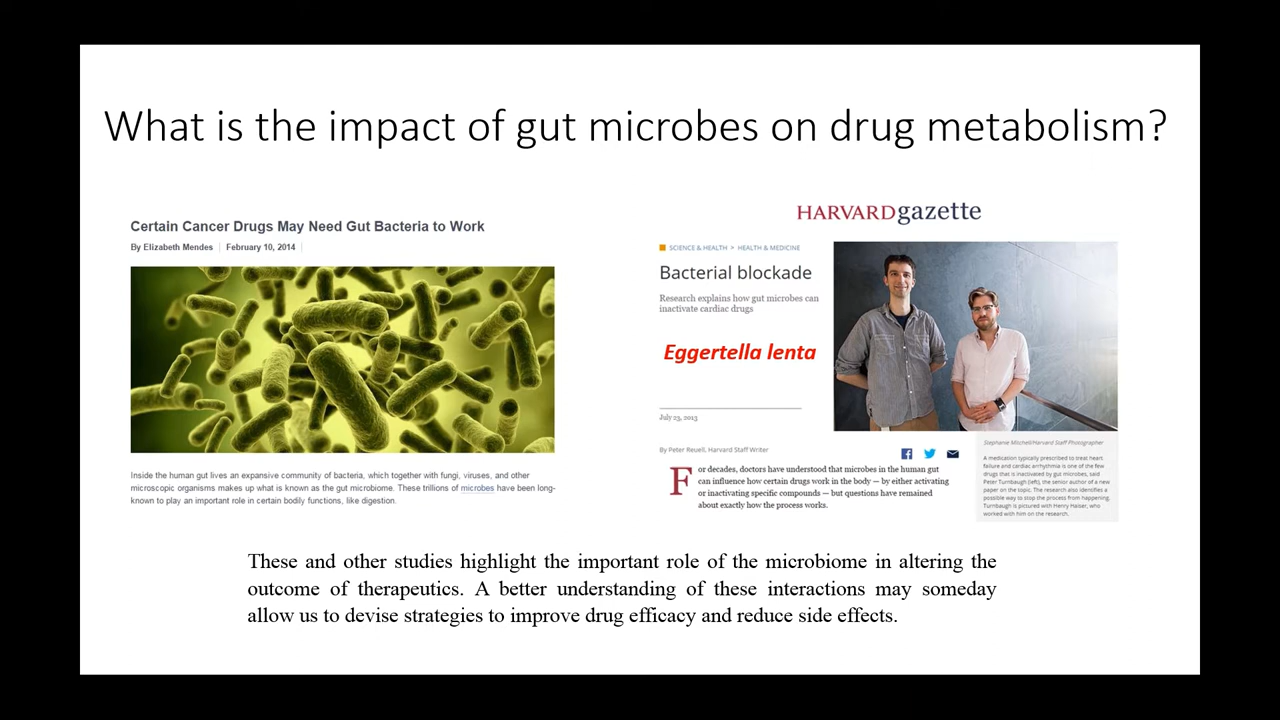 What is the impact of gut microbes on drug metabolism?
Certain Cancer Drugs May Need Gut Bacteria to Work
By Elizabeth Mendes | February 10, 2014
Inside the human gut lives an expansive community of bacteria, which together with fungi, viruses, and other
microscopic organisms makes up what is known as the gut microbiome. These trillions of microbes have been long-
known to play an important role in certain bodily functions, like digestion.
HARVARDgazette
SCIENCE & HEALTH > HEALTH & MEDICINE
Bacterial blockade
Research explains how gut microbes can
inactivate cardiac drugs
Eggertella lenta
July 23, 2013
By Peter Reuell, Harvard Staff Writer
For decades, doctors have understood that microbes in the human gut
can influence how certain drugs work in the body — by either activating
or inactivating specific compounds — but questions have remained
about exactly how the process works.
Stephanie Mitchell/Harvard Staff Photographer
A medication typically prescribed to treat heart
failure and cardiac arrhythmia is one of the few
drugs that is inactivated by gut microbes, said
Peter Turnbaugh (left), the senior author of a new
paper on the topic. The research also identifies a
possible way to stop the process from happening.
Turnbaugh is pictured with Henry Haiser, who
worked with him on the research.
These and other studies highlight the important role of the microbiome in altering the
outcome of therapeutics. A better understanding of these interactions may someday
allow us to devise strategies to improve drug efficacy and reduce side effects.